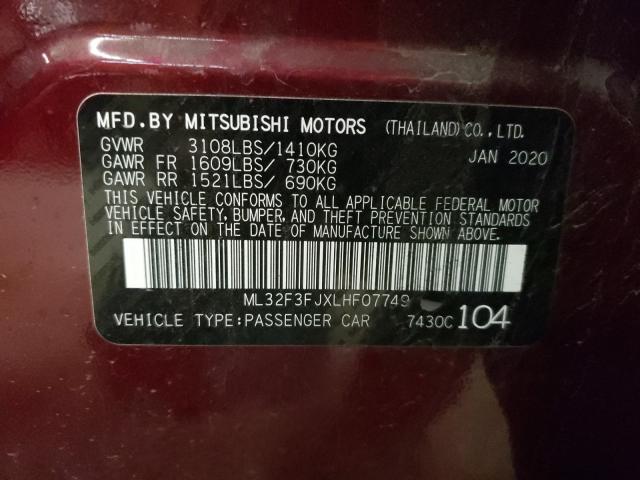 MFD.BY MITSUBISHI MOTORS (THAILAND) CO., LTD.
GVWR 3108LBS/1410KG JAN 2020
GAWR FR 1609LBS/ 730KG
GAWR RR 1521LBS/ 690KG
THIS VEHICLE CONFORMS TO ALL APPLICABLE FEDERAL MOTOR
VEHICLE SAFETY, BUMPER, AND THEFT PREVENTION STANDARDS
IN EFFECT ON THE DATE OF MANUFACTURE SHOWN ABOVE.
ML32F3FJXLHF07749
VEHICLE TYPE:PASSENGER CAR 7430C 104